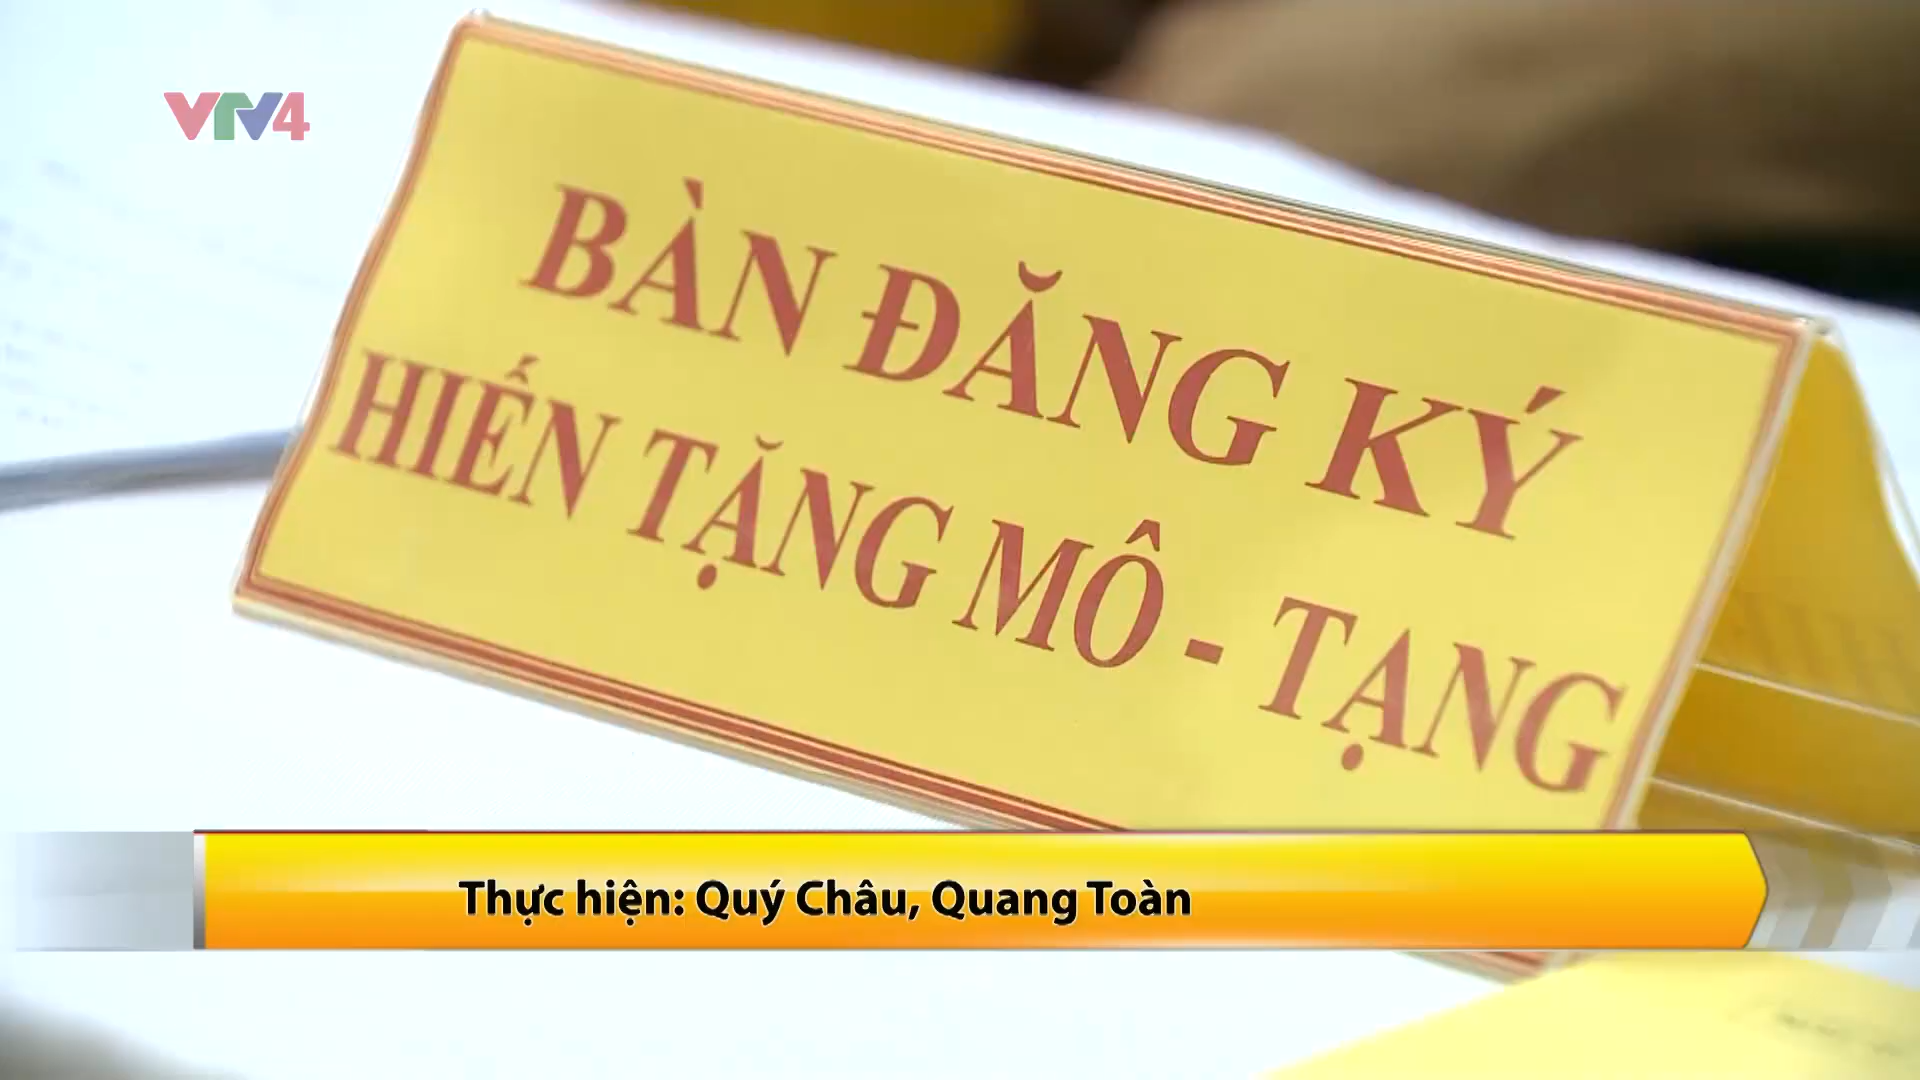 VTV4
BÀN ĐĂNG KÝ
HIẾN TẶNG MÔ - TẠNG
Thực hiện: Quý Châu, Quang Toàn